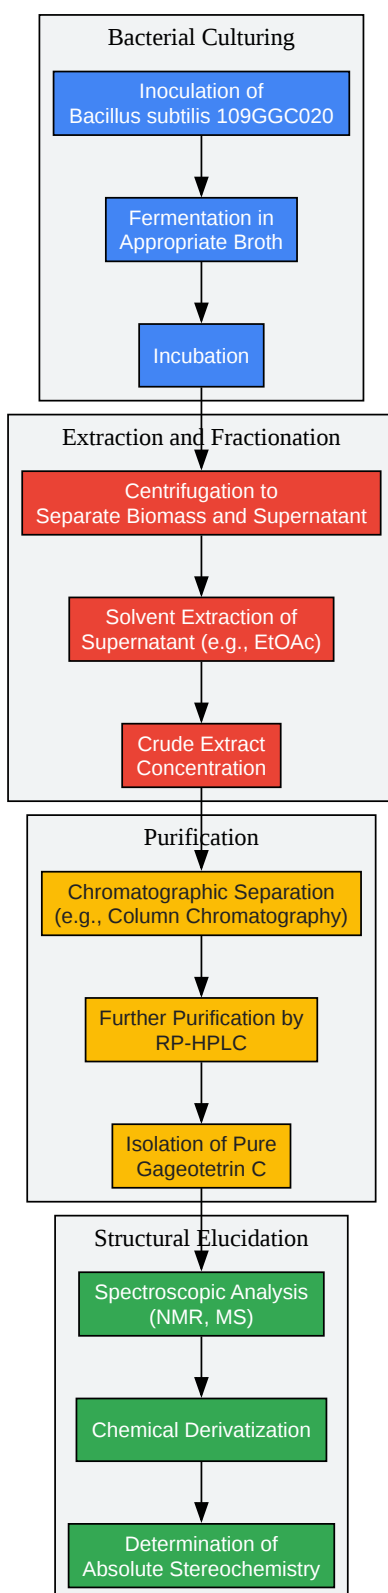 Bacterial Culturing
Inoculation of
Bacillus subtilis 109GGC020
Fermentation in
Appropriate Broth
Incubation
Extraction and Fractionation
Centrifugation to
Separate Biomass and Supernatant
Solvent Extraction of
Supernatant (e.g., EtOAc)
Crude Extract
Concentration
Purification
Chromatographic Separation
(e.g., Column Chromatography)
Further Purification by
RP-HPLC
Isolation of Pure
Gageotetrin C
Structural Elucidation
Spectroscopic Analysis
(NMR, MS)
Chemical Derivatization
Determination of
Absolute Stereochemistry